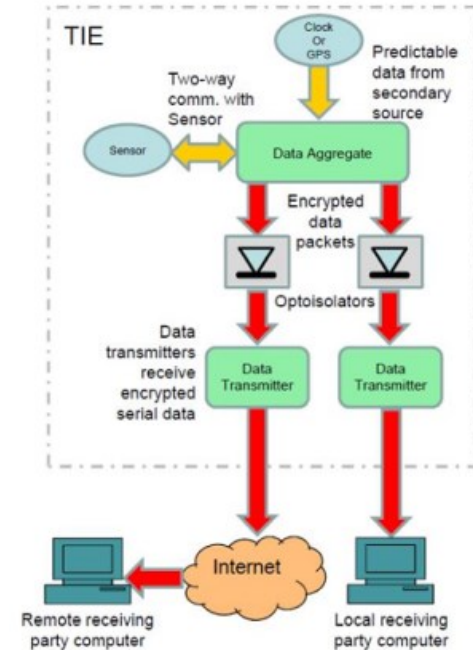 TIE
Clock
Or
GPS
Predictable
data from
secondary
source
Two-way
comm. with
Sensor
Sensor
Data Aggregate
Encrypted
data
packets
Optoisolators
Data
transmitters
receive
encrypted
serial data
Data
Transmitter
Data
Transmitter
Internet
Remote receiving
party computer
Local receiving
party computer